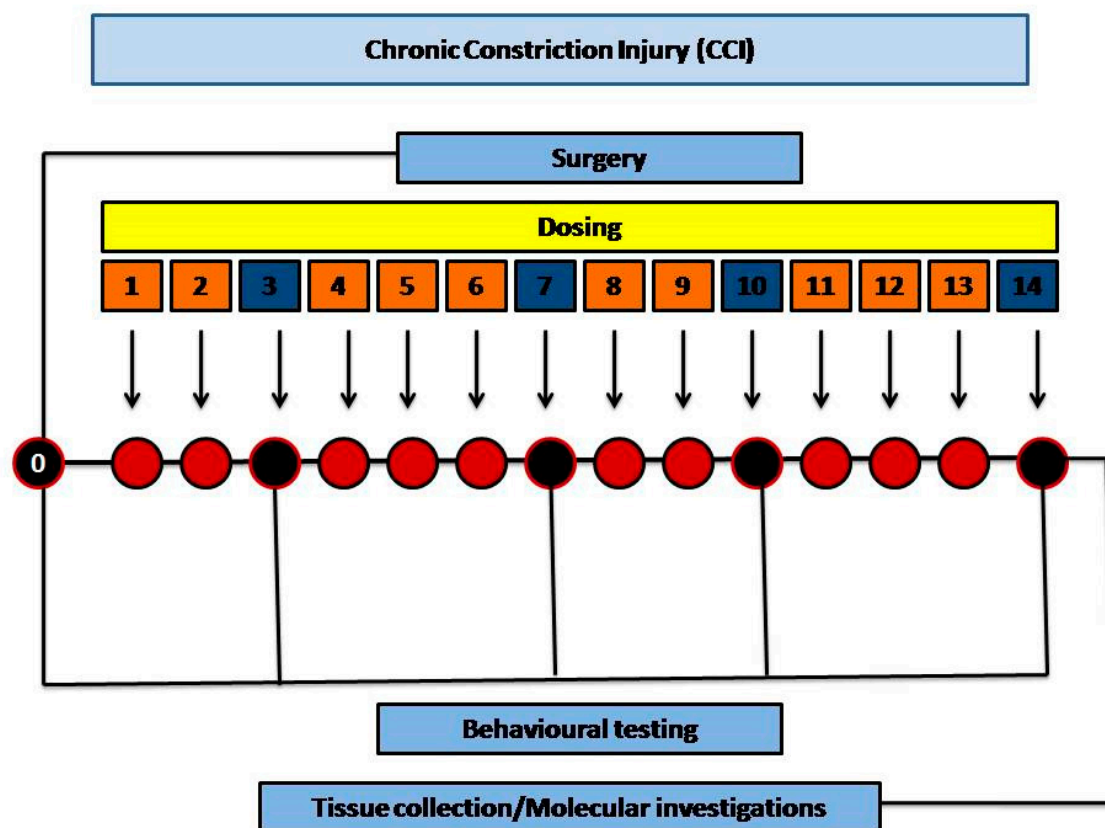 Chronic Constriction Injury (CCI)
Surgery
Dosing
1 2 3 4 5 6 7 8 9 10 11 12 13 14
0
Behavioural testing
Tissue collection/Molecular investigations